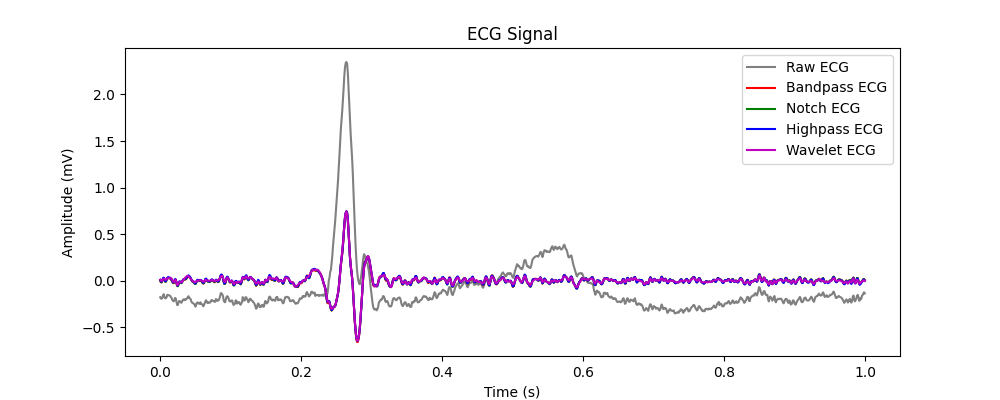 ECG Signal
Raw ECG
Bandpass ECG
Notch ECG
Highpass ECG
Wavelet ECG
Amplitude (mV)
2.0
1.5
1.0
0.5
0.0
−0.5
0.0 0.2 0.4 0.6 0.8 1.0
Time (s)